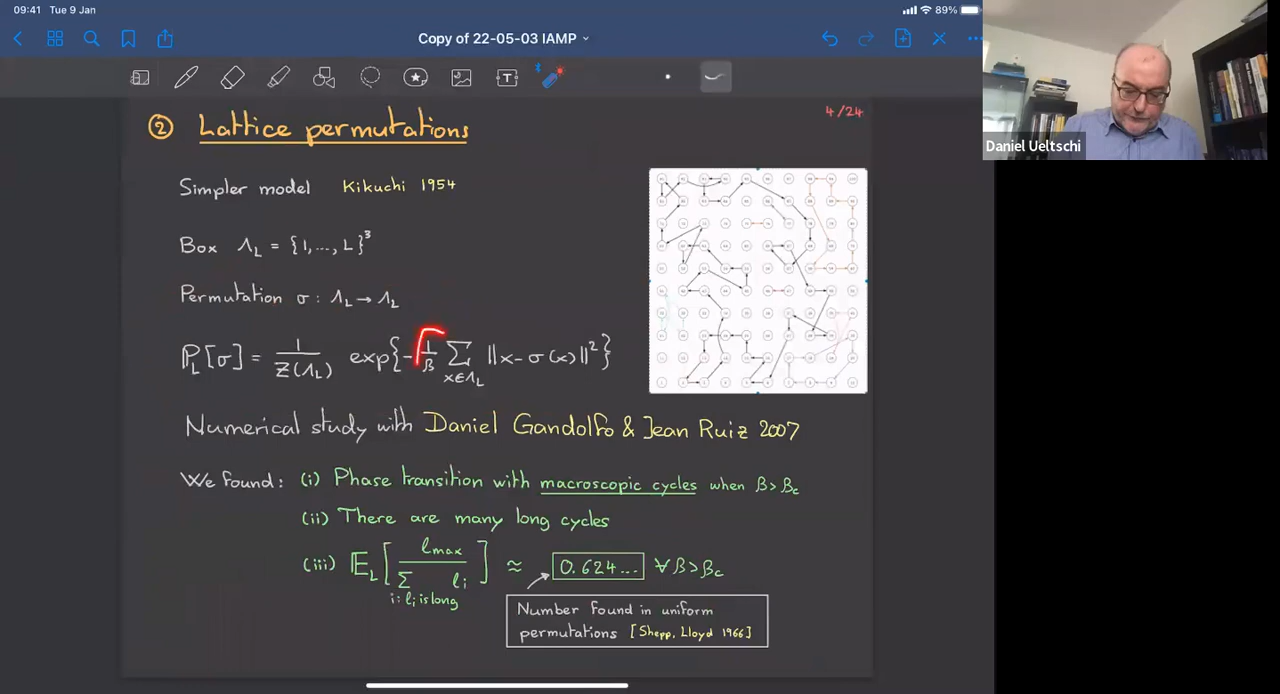 09:41 Tue 9 Jan
89%
Copy of 22-05-03 IAMP
4/24
② Lattice permutations
Simpler model Kikuchi 1954
Box Λ_L = {1,..., L}^3
Permutation σ : Λ_L → Λ_L
P_L[σ] = 1/Z(Λ_L) exp{-1/β Σ_{x∈Λ_L} ||x-σ(x)||^2}
Numerical study with Daniel Gandolfo & Jean Ruiz 2007
We found: (i) Phase transition with macroscopic cycles when β>β_c
(ii) There are many long cycles
(iii) E_L[ l_max / Σ_{i: l_i is long} l_i ] ≈ 0.624... ∀β>β_c
Number found in uniform
permutations [Shepp, Lloyd 1966]
Daniel Ueltschi